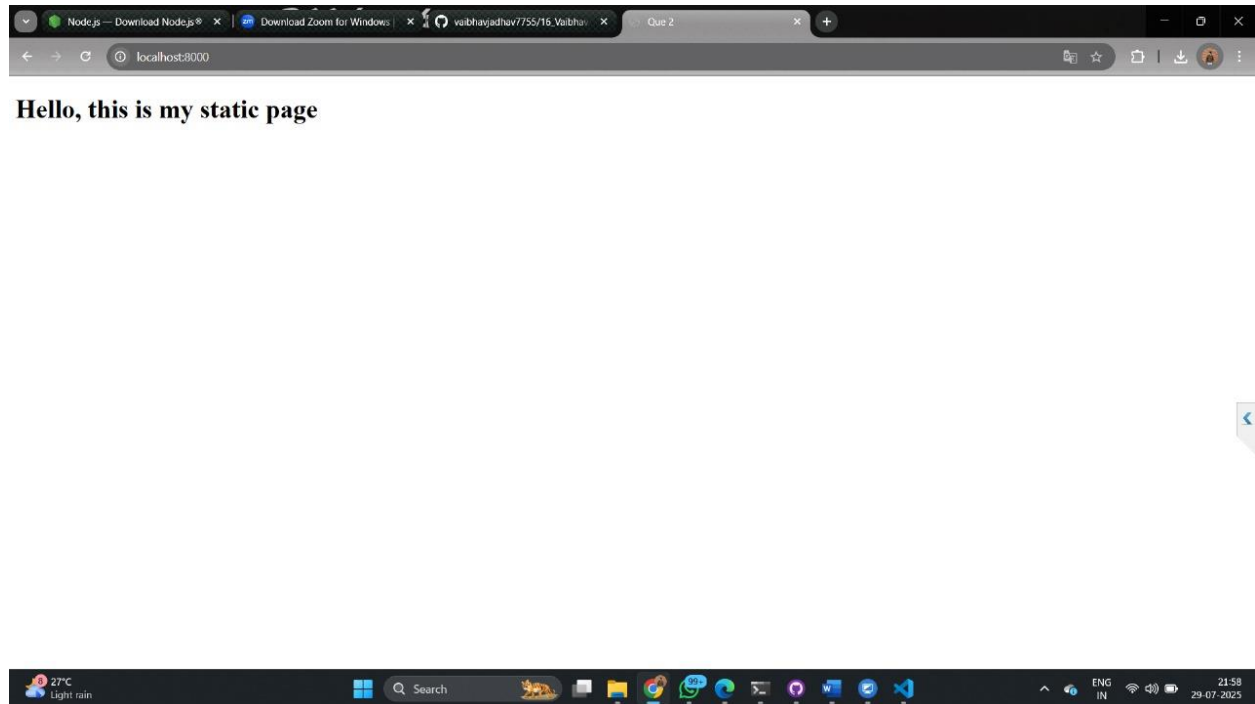 Node.js — Download Node.js®
Download Zoom for Windows
vaibhavjadhav7755/16_Vaibhav
Que 2
localhost:8000
Hello, this is my static page
8
27°C
Light rain
Search
99+
ENG
IN
21:58
29-07-2025